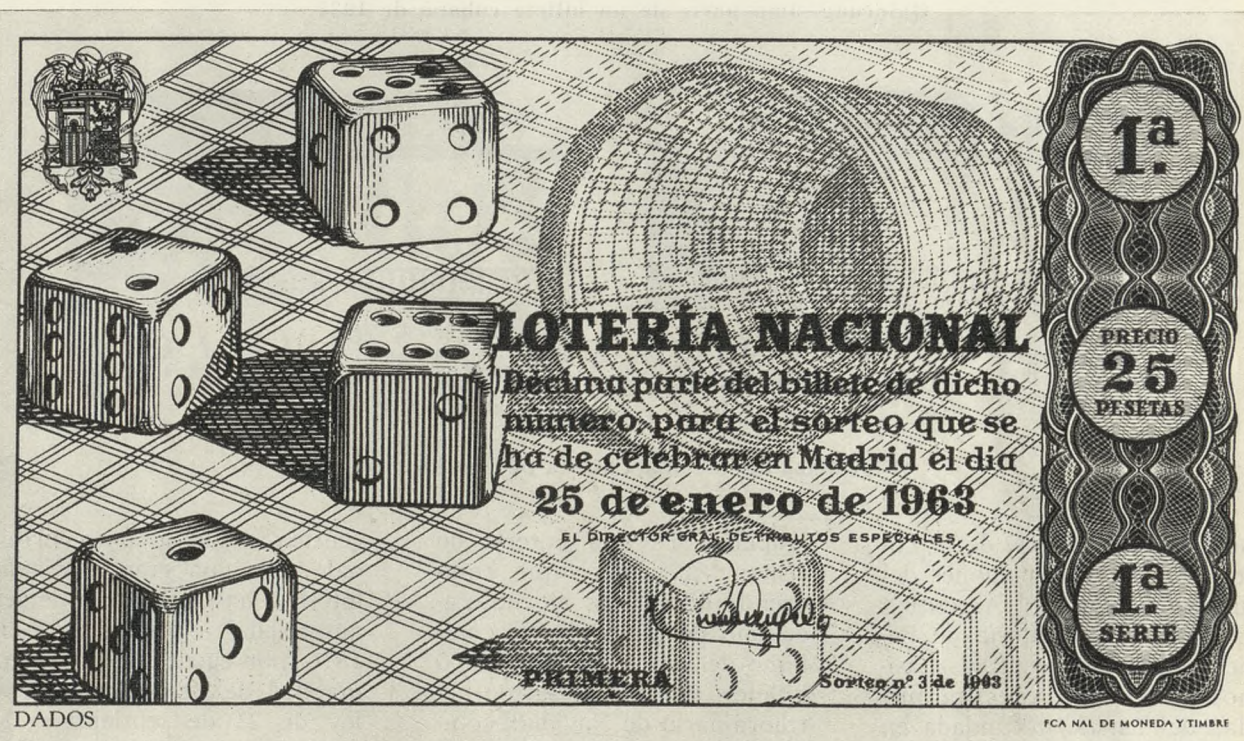 LOTERÍA NACIONAL
Décima parte del billete de dicho
número, para el sorteo que se
ha de celebrar en Madrid el día
25 de enero de 1963
EL DIRECTOR GRAL. DE TRIBUTOS ESPECIALES,
PRIMERA
Sorteo n.º 3 de 1963
1.ª
PRECIO
25
PESETAS
1.ª
SERIE
DADOS
FCA NAL DE MONEDA Y TIMBRE